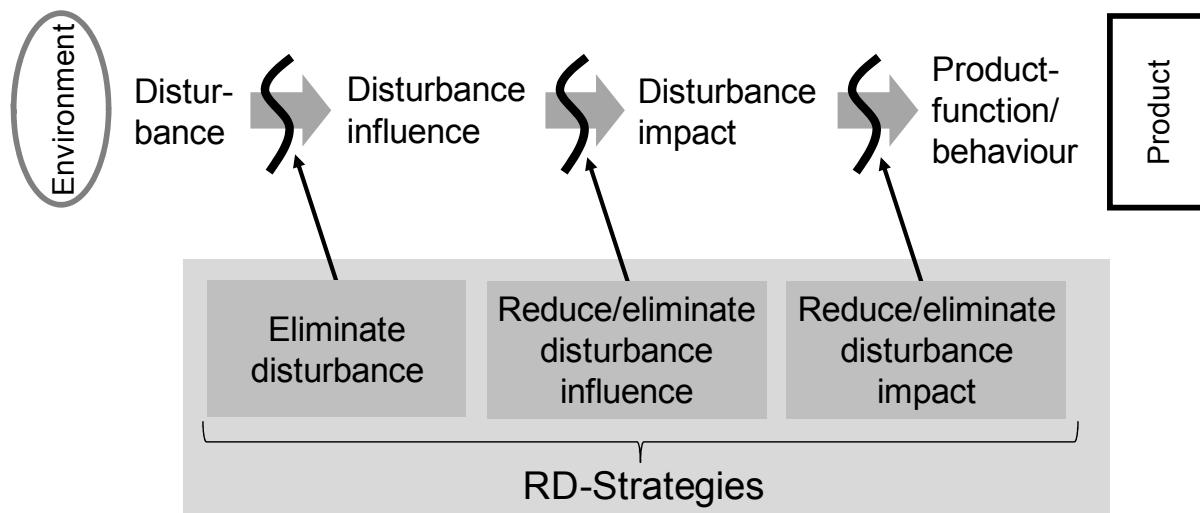 Environment
Distur-
bance
Disturbance
influence
Disturbance
impact
Product-
function/
behaviour
Product
Eliminate
disturbance
Reduce/eliminate
disturbance
influence
Reduce/eliminate
disturbance
impact
RD-Strategies